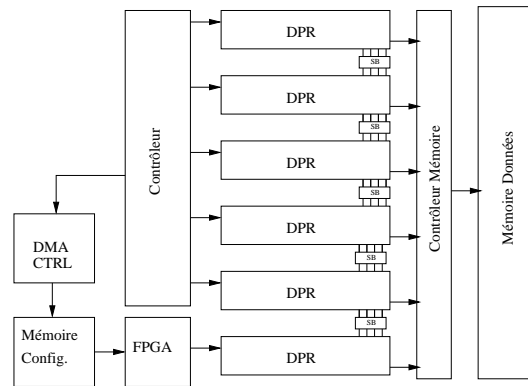 DPR
SB
DPR
SB
DPR
SB
DPR
SB
DPR
SB
DPR
Contrôleur
Contrôleur Mémoire
Mémoire Données
DMA
CTRL
Mémoire
Config.
FPGA